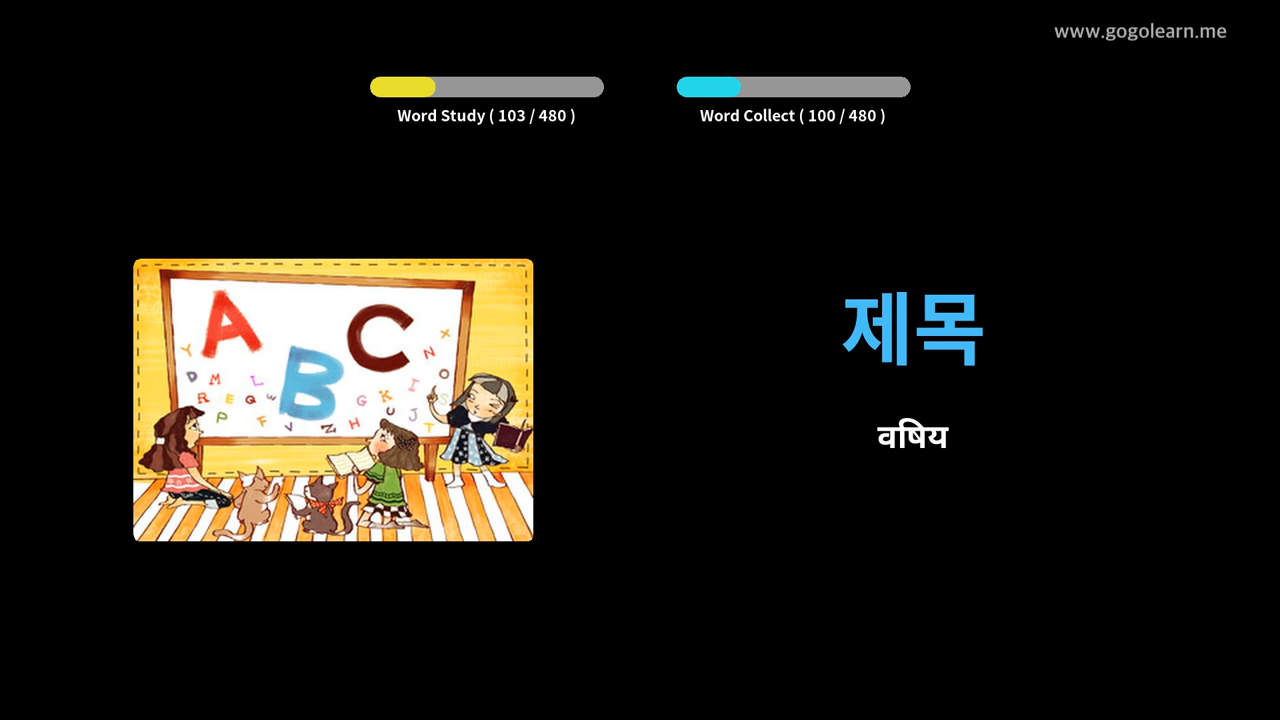 www.gogolearn.me
Word Study ( 103 / 480 )
Word Collect ( 100 / 480 )
A B C
X
Y N
D M L I O
R E Q W G K S
P F V Z H U J T
제목
वषिय